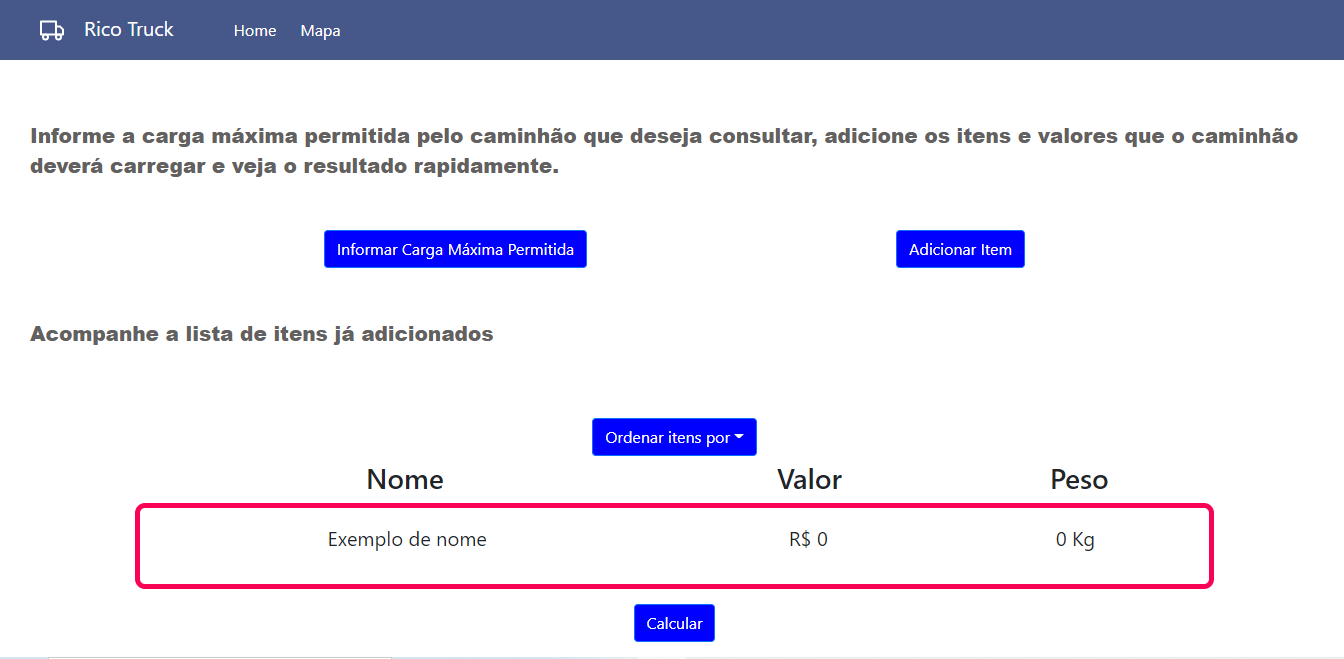 Rico Truck Home Mapa
Informe a carga máxima permitida pelo caminhão que deseja consultar, adicione os itens e valores que o caminhão
deverá carregar e veja o resultado rapidamente.
Informar Carga Máxima Permitida Adicionar Item
Acompanhe a lista de itens já adicionados
Ordenar itens por
Nome Valor Peso
Exemplo de nome R$ 0 0 Kg
Calcular